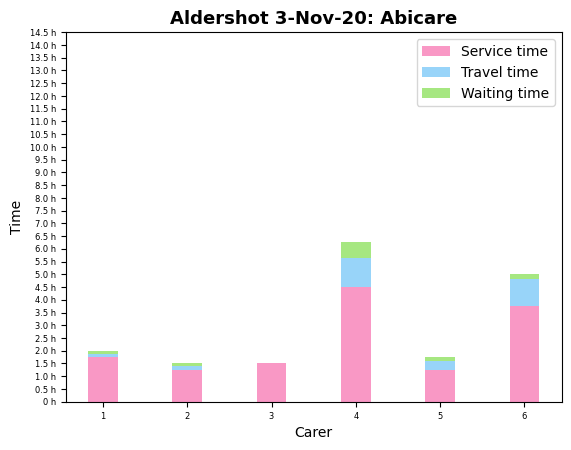 Aldershot 3-Nov-20: Abicare
Service time
Travel time
Waiting time
14.5 h
14.0 h
13.5 h
13.0 h
12.5 h
12.0 h
11.5 h
11.0 h
10.5 h
10.0 h
9.5 h
9.0 h
8.5 h
8.0 h
7.5 h
7.0 h
6.5 h
6.0 h
5.5 h
5.0 h
4.5 h
4.0 h
3.5 h
3.0 h
2.5 h
2.0 h
1.5 h
1.0 h
0.5 h
0 h
Time
1 2 3 4 5 6
Carer